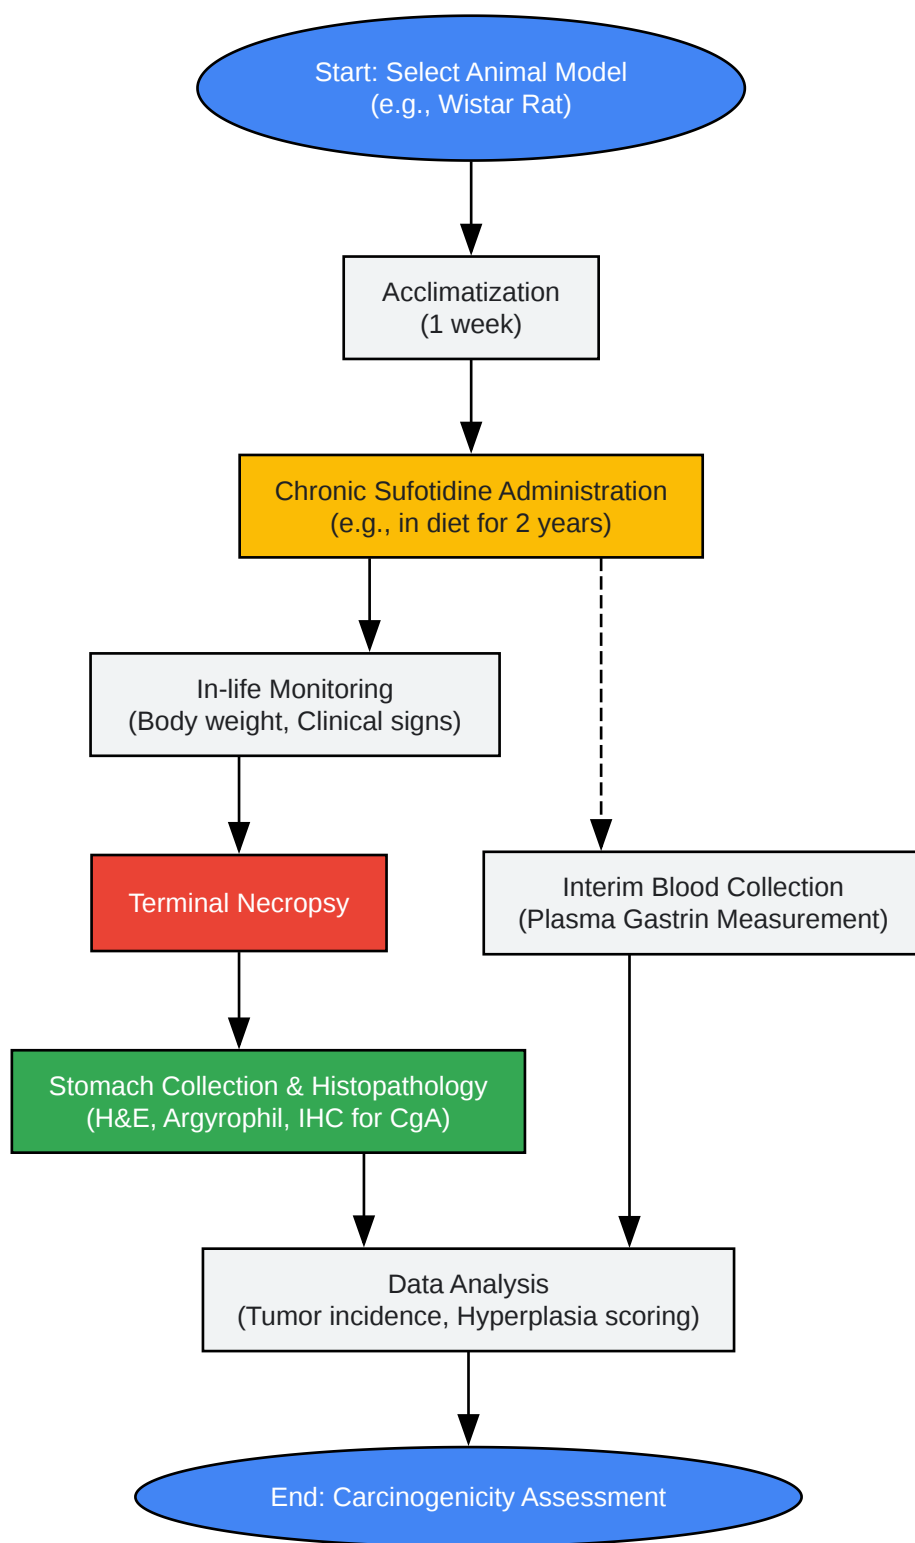 Start: Select Animal Model
(e.g., Wistar Rat)
Acclimatization
(1 week)
Chronic Sufotidine Administration
(e.g., in diet for 2 years)
In-life Monitoring
(Body weight, Clinical signs)
Terminal Necropsy
Interim Blood Collection
(Plasma Gastrin Measurement)
Stomach Collection & Histopathology
(H&E, Argyrophil, IHC for CgA)
Data Analysis
(Tumor incidence, Hyperplasia scoring)
End: Carcinogenicity Assessment